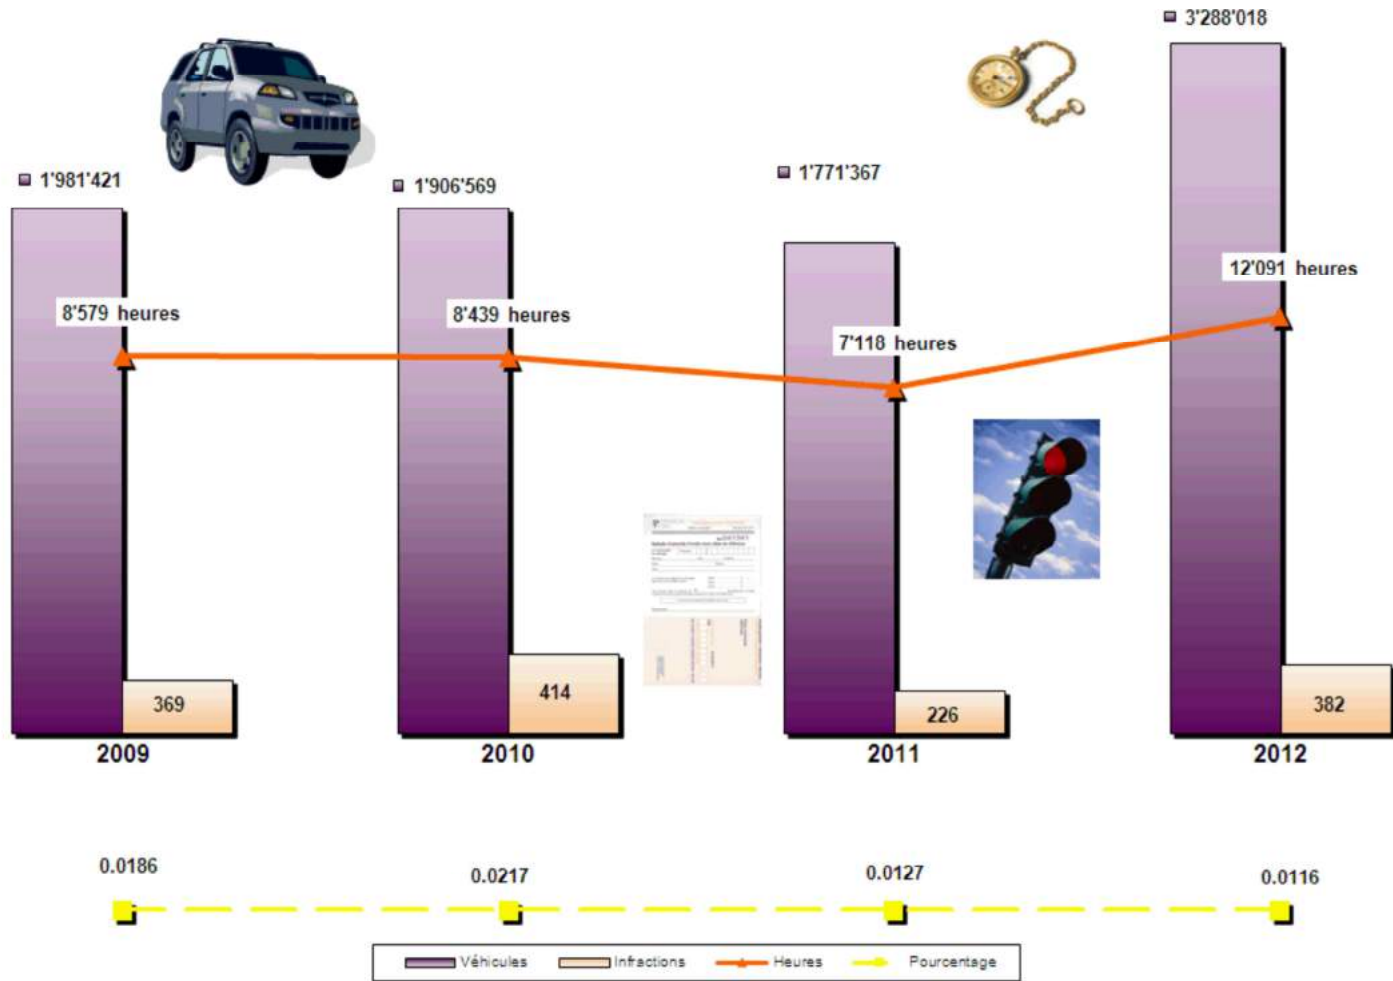 3'288'018
1'981'421
1'906'569
1'771'367
12'091 heures
8'579 heures
8'439 heures
7'118 heures
369
414
226
382
2009
2010
2011
2012
0.0186
0.0217
0.0127
0.0116
Véhicules
Infractions
Heures
Pourcentage